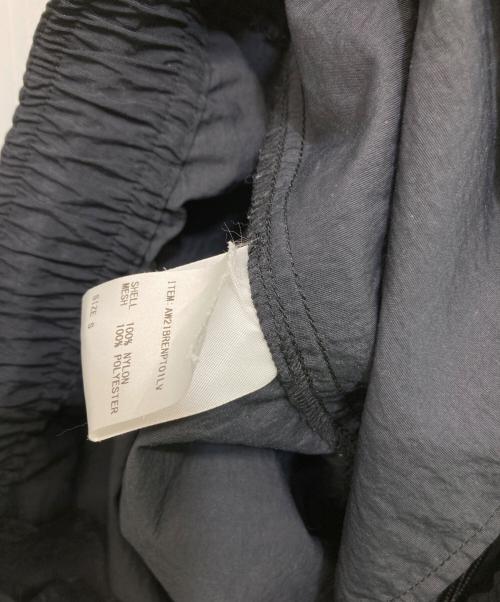 ITEM:AW21BRENPT01LV
SHELL 100% NYLON
MESH 100% POLYESTER
SIZE S